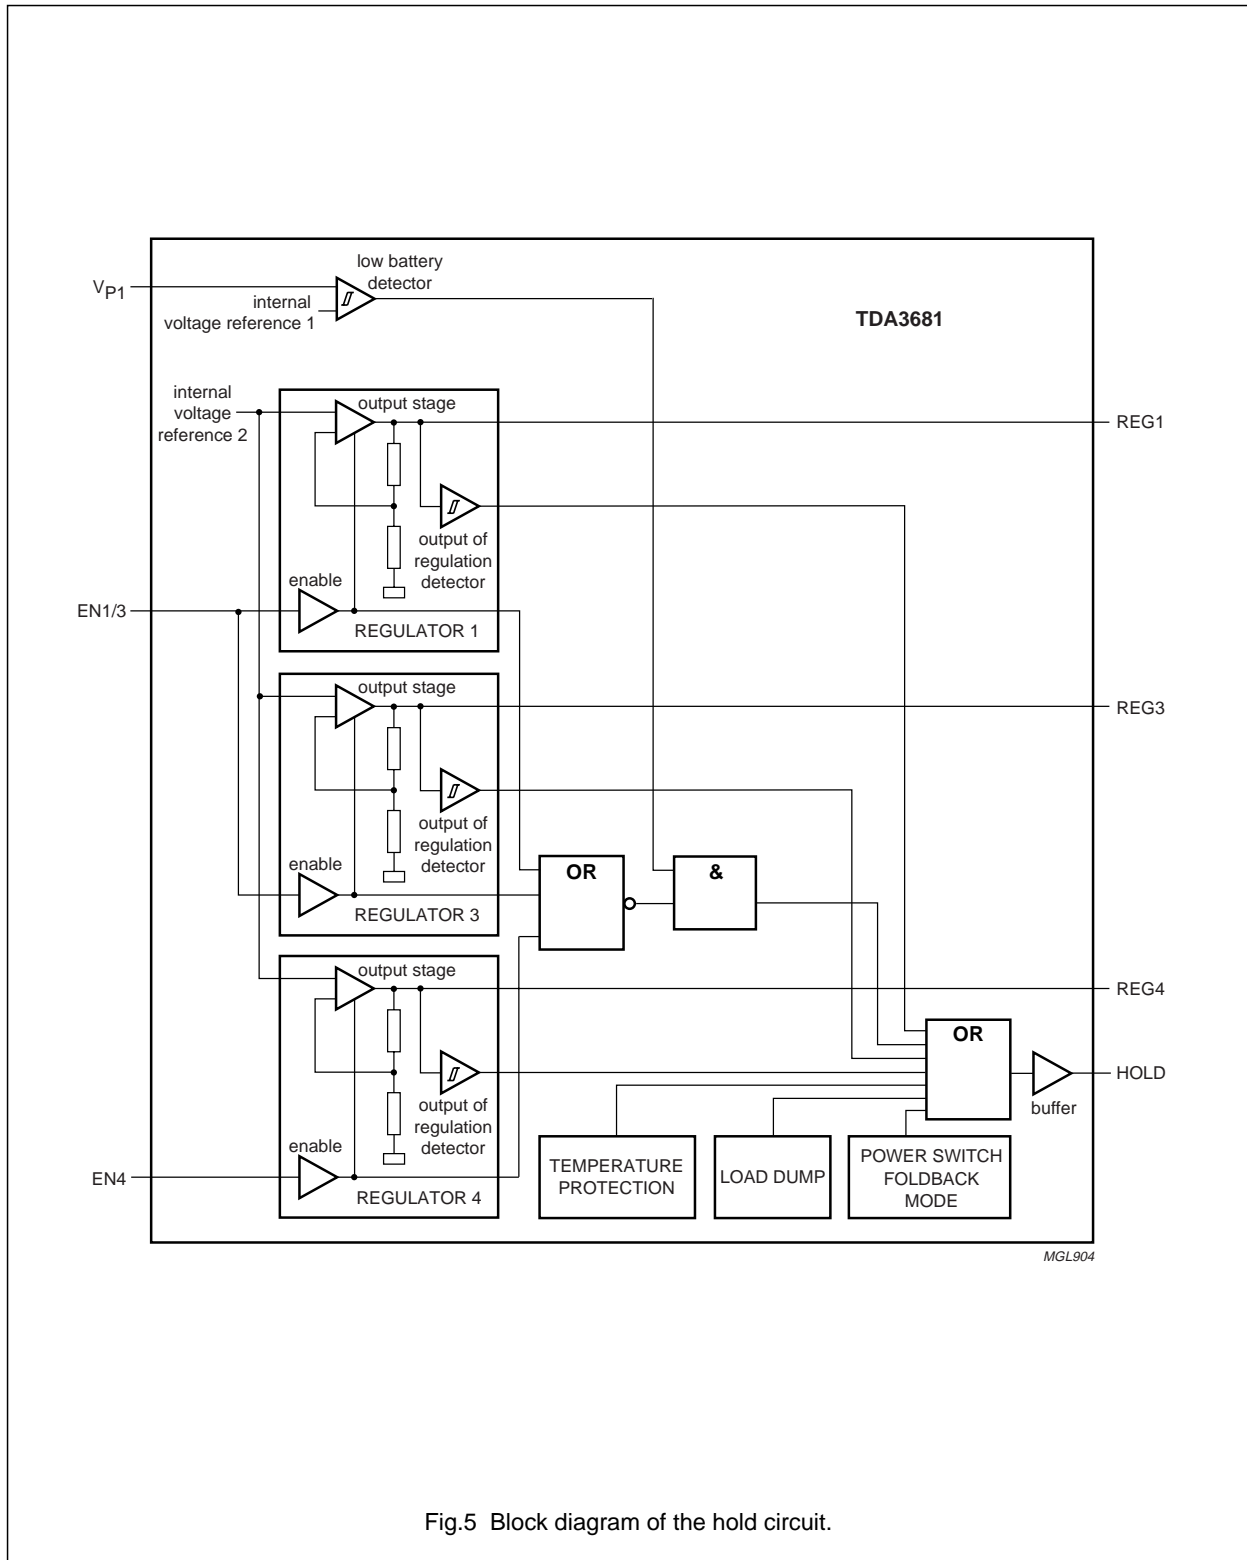 low battery
detector
VP1
internal
voltage reference 1
TDA3681
internal
voltage
reference 2
output stage
REG1
output of
regulation
detector
enable
EN1/3
REGULATOR 1
output stage
REG3
output of
regulation
detector
enable
REGULATOR 3
OR
&
output stage
REG4
OR
HOLD
buffer
output of
regulation
detector
enable
EN4
REGULATOR 4
TEMPERATURE
PROTECTION
LOAD DUMP
POWER SWITCH
FOLDBACK
MODE
MGL904
Fig.5 Block diagram of the hold circuit.